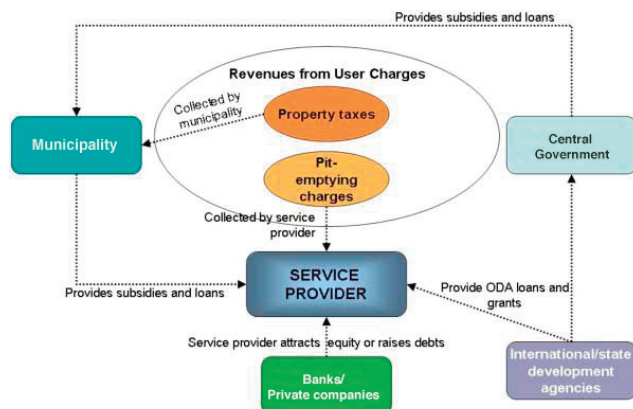 Provides subsidies and loans
Revenues from User Charges
Collected by
municipality
Property taxes
Municipality
Central
Government
Pit-
emptying
charges
Collected by service
provider
SERVICE
PROVIDER
Provides subsidies and loans
Provide ODA loans and
grants
Service provider attracts equity or raises debts
Banks/
Private companies
International/state
development
agencies